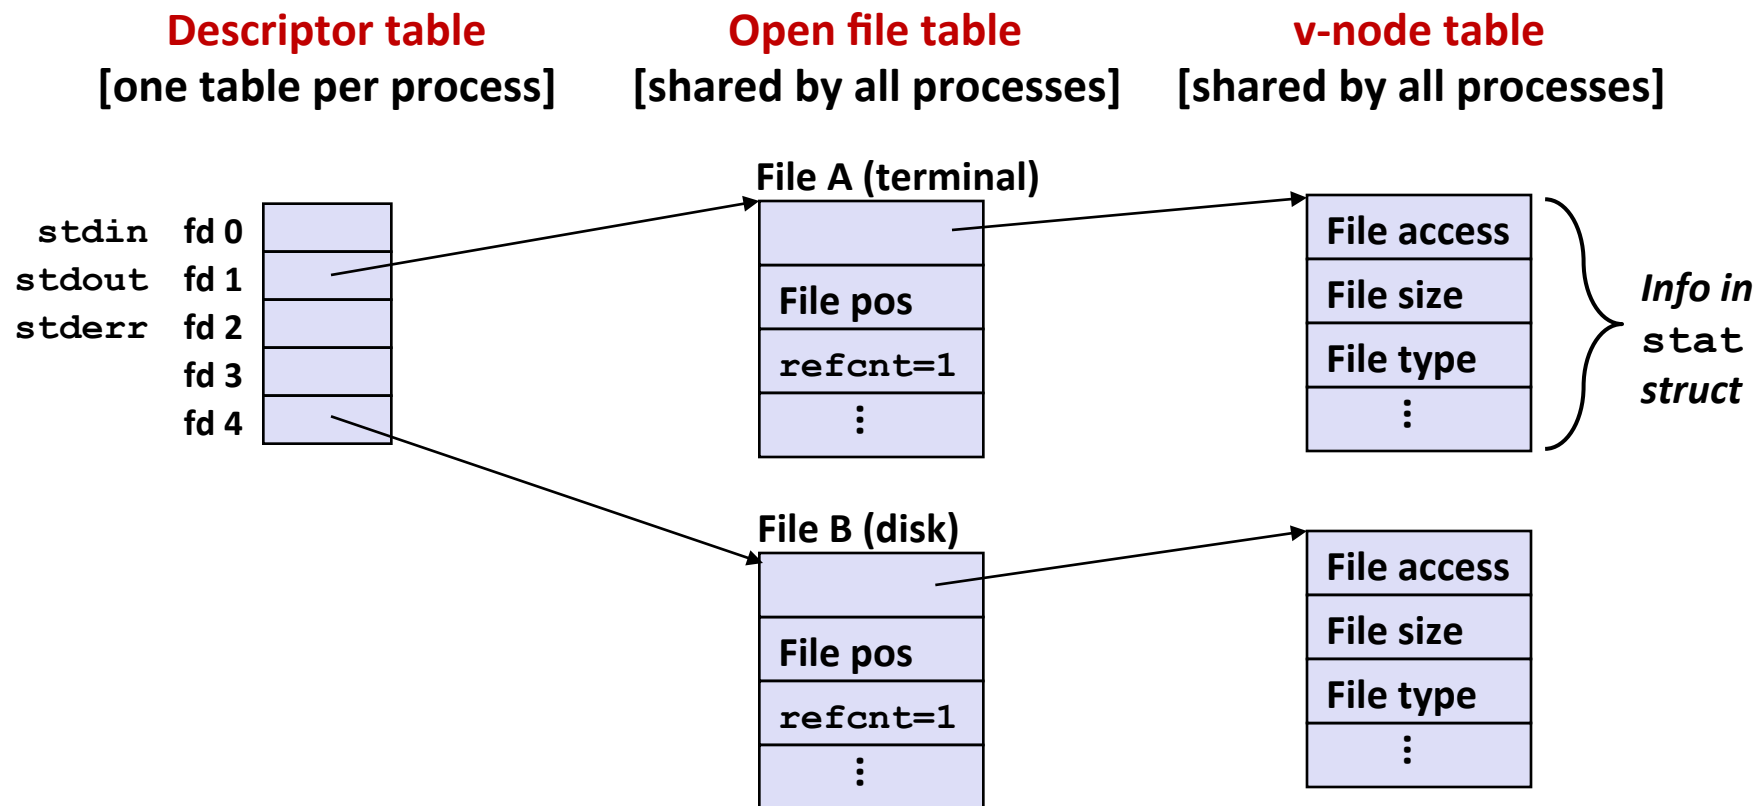 Descriptor table
[one table per process]
Open file table
[shared by all processes]
v-node table
[shared by all processes]
stdin fd 0
stdout fd 1
stderr fd 2
fd 3
fd 4
File A (terminal)
File pos
refcnt=1
⋮
File access
File size
File type
⋮
Info in
stat
struct
File B (disk)
File pos
refcnt=1
⋮
File access
File size
File type
⋮